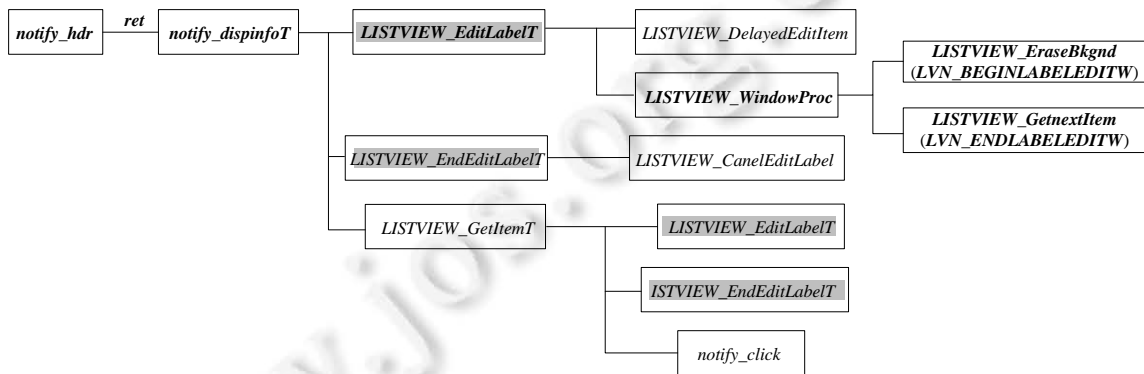 notify_hdr
ret
notify_dispinfoT
LISTVIEW_EditLabelT
LISTVIEW_DelayedEditItem
LISTVIEW_WindowProc
LISTVIEW_EraseBkgnd
(LVN_BEGINLABELEDITW)
LISTVIEW_GetnextItem
(LVN_ENDLABELEDITW)
LISTVIEW_EndEditLabelT
LISTVIEW_CanelEditLabel
LISTVIEW_GetItemT
LISTVIEW_EditLabelT
ISTVIEW_EndEditLabelT
notify_click